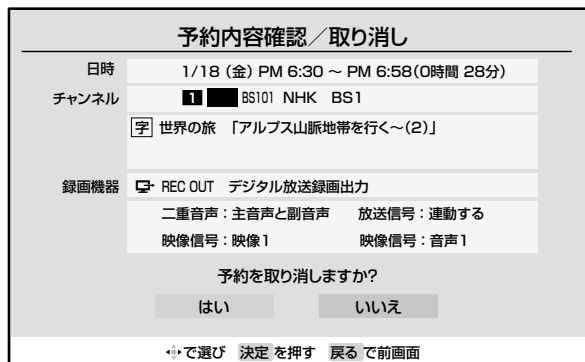 予約内容確認／取り消し
日時 1/18 (金) PM 6:30 ～ PM 6:58(0時間 28分)
チャンネル 1 BS101 NHK BS1
字 世界の旅 「アルプス山脈地帯を行く～(2)」
録画機器 REC OUT デジタル放送録画出力
二重音声：主音声と副音声 放送信号：連動する
映像信号：映像1 映像信号：音声1
予約を取り消しますか?
はい いいえ
で選び 決定 を押す 戻る で前画面